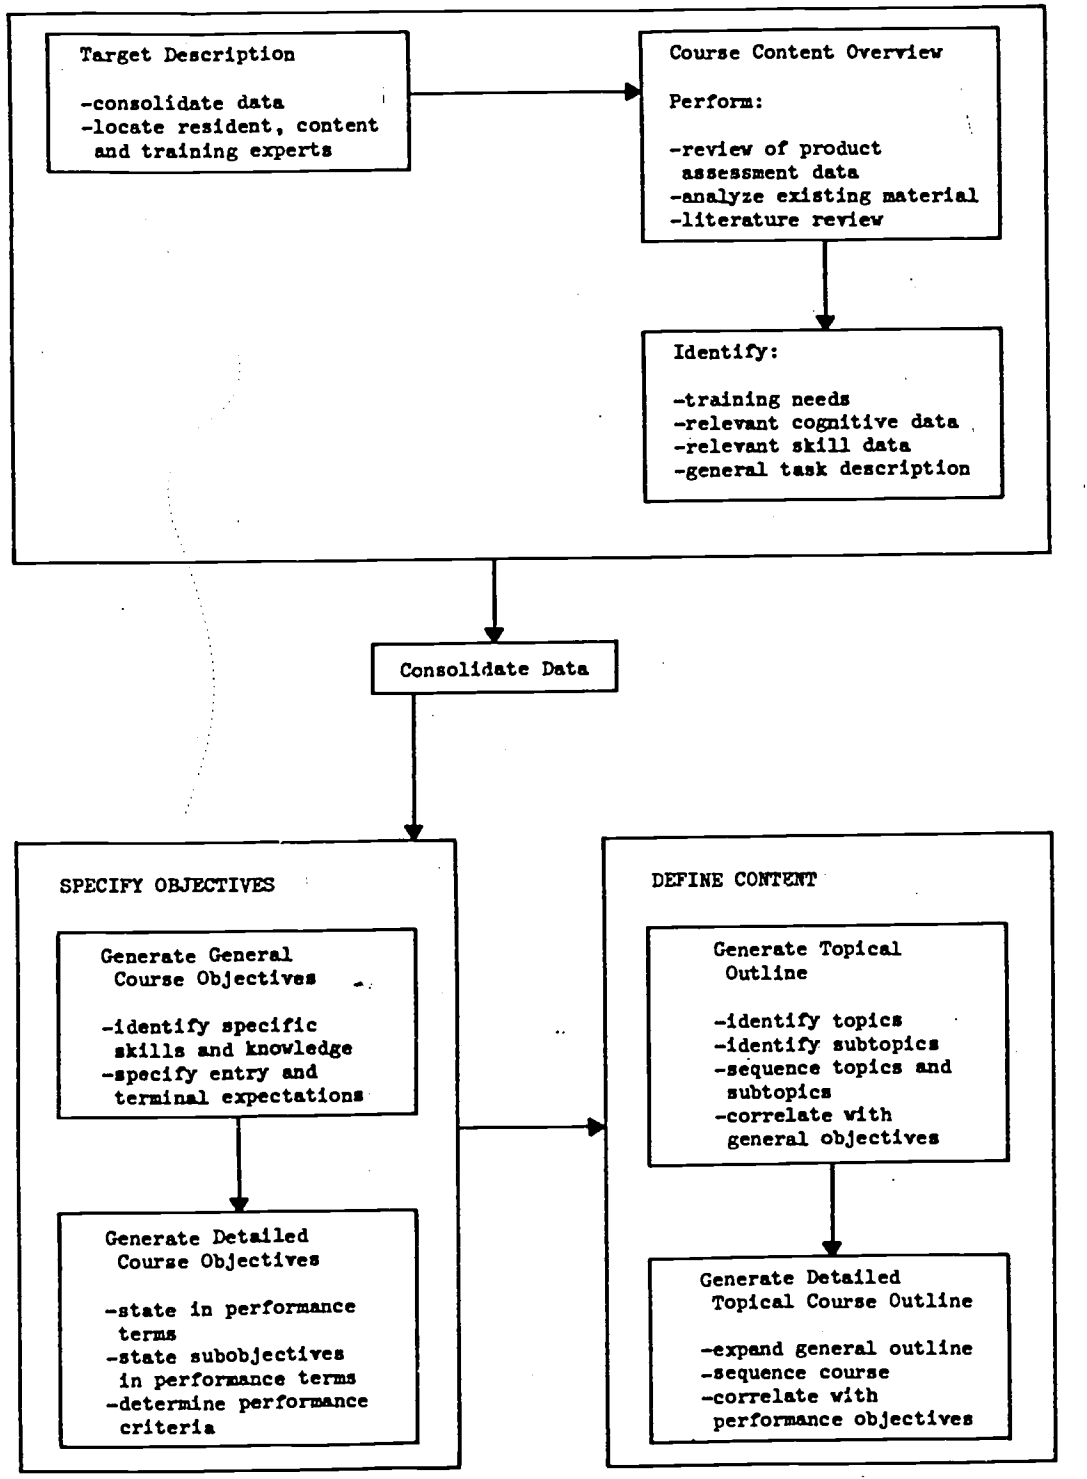 Target Description
-consolidate data
-locate resident, content
and training experts
Course Content Overview
Perform:
-review of product
assessment data
-analyze existing material
-literature review
Identify:
-training needs
-relevant cognitive data
-relevant skill data
-general task description
Consolidate Data
SPECIFY OBJECTIVES
Generate General
Course Objectives
-identify specific
skills and knowledge
-specify entry and
terminal expectations
Generate Detailed
Course Objectives
-state in performance
terms
-state subobjectives
in performance terms
-determine performance
criteria
DEFINE CONTENT
Generate Topical
Outline
-identify topics
-identify subtopics
-sequence topics and
subtopics
-correlate with
general objectives
Generate Detailed
Topical Course Outline
-expand general outline
-sequence course
-correlate with
performance objectives